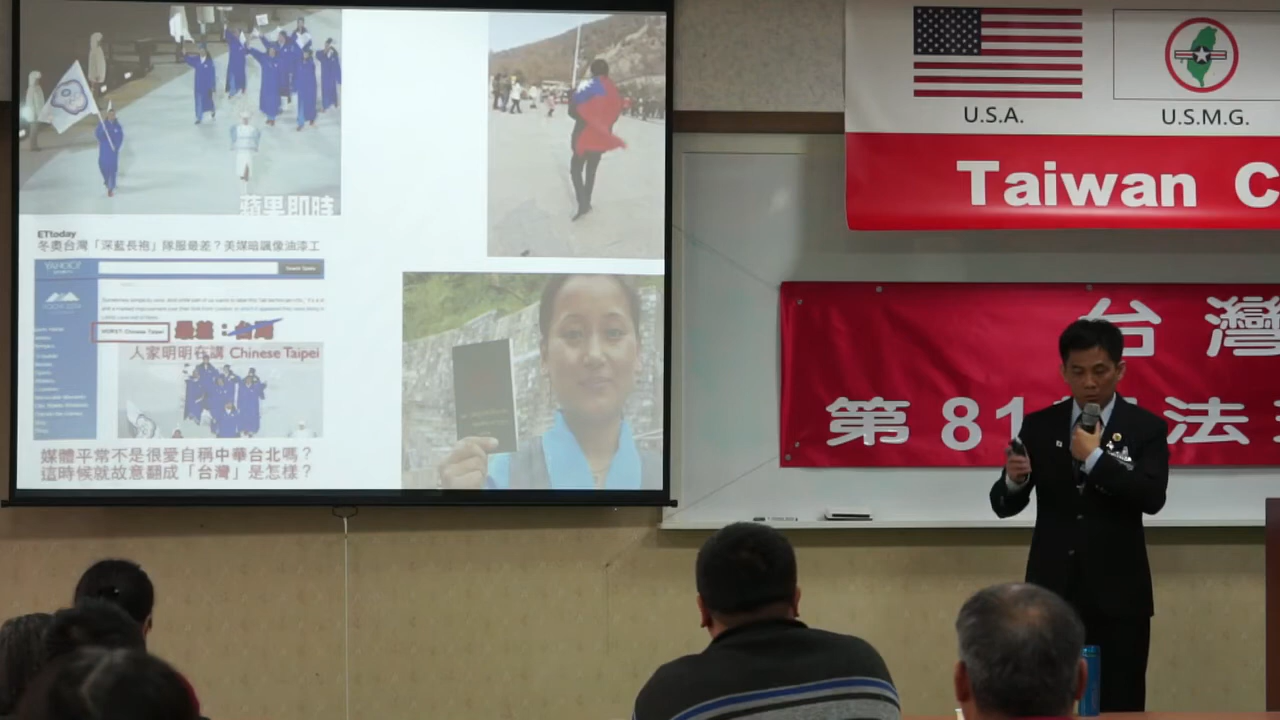 蘋果即時
ETtoday
冬奧台灣「深藍長袍」隊服最差？美媒暗諷像油漆工
YAHOO!
WORST: Chinese Taipei
最差：台灣
人家明明在講 Chinese Taipei
媒體平常不是很愛自稱中華台北嗎？
這時候就故意翻成「台灣」是怎樣？
U.S.A.
U.S.M.G.
Taiwan C
台灣
第 81
法